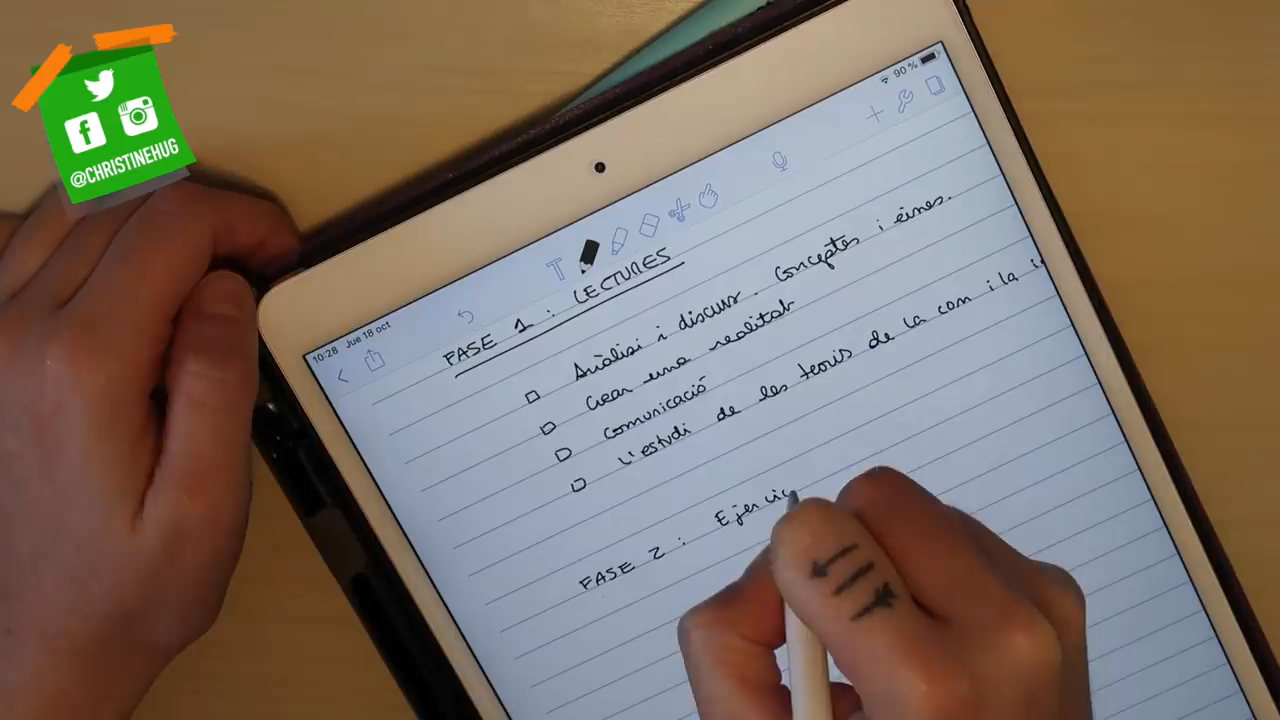 @CHRISTINEHUG
10:28 Jue 18 oct
90 %
FASE 1 : LECTURES
Anàlisi i discurs. Conceptes i eines.
Crear una realitat
Comunicació
L'estudi de les teoris de la com i la
FASE 2 : Ejercic